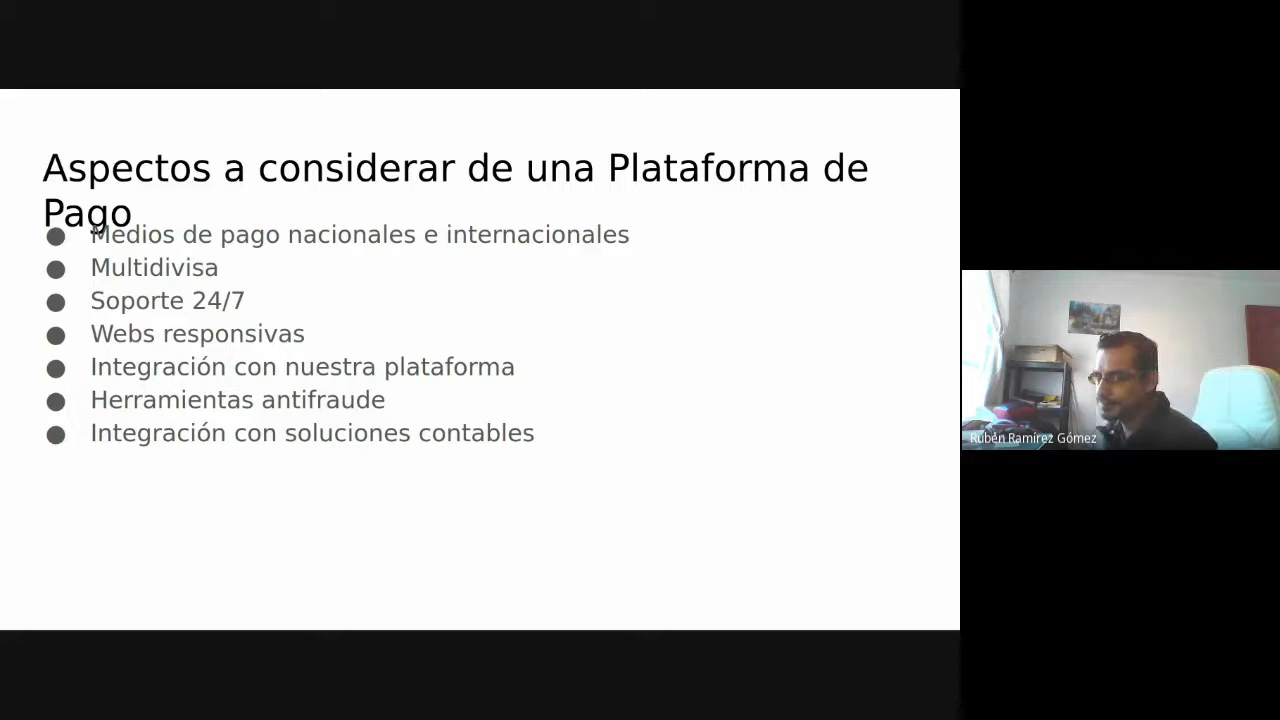 Aspectos a considerar de una Plataforma de
Pago
● Medios de pago nacionales e internacionales
● Multidivisa
● Soporte 24/7
● Webs responsivas
● Integración con nuestra plataforma
● Herramientas antifraude
● Integración con soluciones contables
Rubén Ramírez Gómez